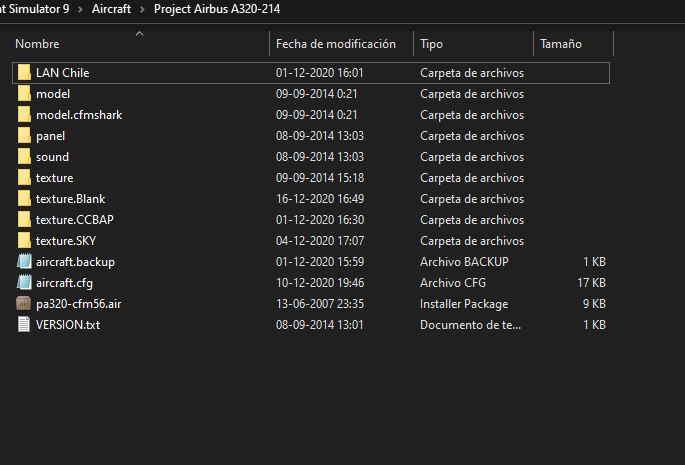 nt Simulator 9 > Aircraft > Project Airbus A320-214
Nombre Fecha de modificación Tipo Tamaño
LAN Chile 01-12-2020 16:01 Carpeta de archivos
model 09-09-2014 0:21 Carpeta de archivos
model.cfmshark 09-09-2014 0:21 Carpeta de archivos
panel 08-09-2014 13:03 Carpeta de archivos
sound 08-09-2014 13:03 Carpeta de archivos
texture 09-09-2014 15:18 Carpeta de archivos
texture.Blank 16-12-2020 16:49 Carpeta de archivos
texture.CCBAP 01-12-2020 16:30 Carpeta de archivos
texture.SKY 04-12-2020 17:07 Carpeta de archivos
aircraft.backup 01-12-2020 15:59 Archivo BACKUP 1 KB
aircraft.cfg 10-12-2020 19:46 Archivo CFG 17 KB
pa320-cfm56.air 13-06-2007 23:35 Installer Package 9 KB
VERSION.txt 08-09-2014 13:01 Documento de te... 1 KB